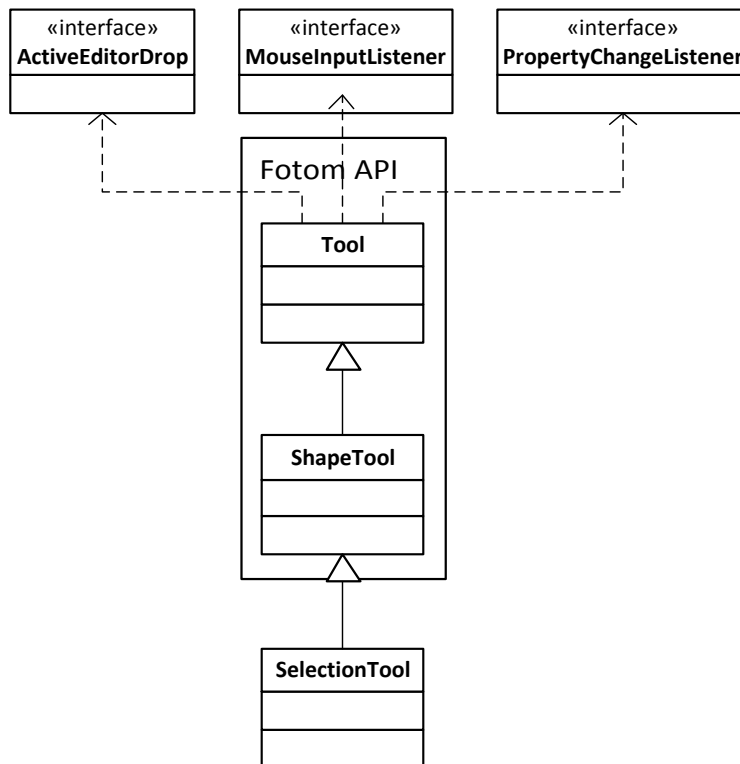 «interface»
ActiveEditorDrop
«interface»
MouseInputListener
«interface»
PropertyChangeListener
Fotom API
Tool
ShapeTool
SelectionTool